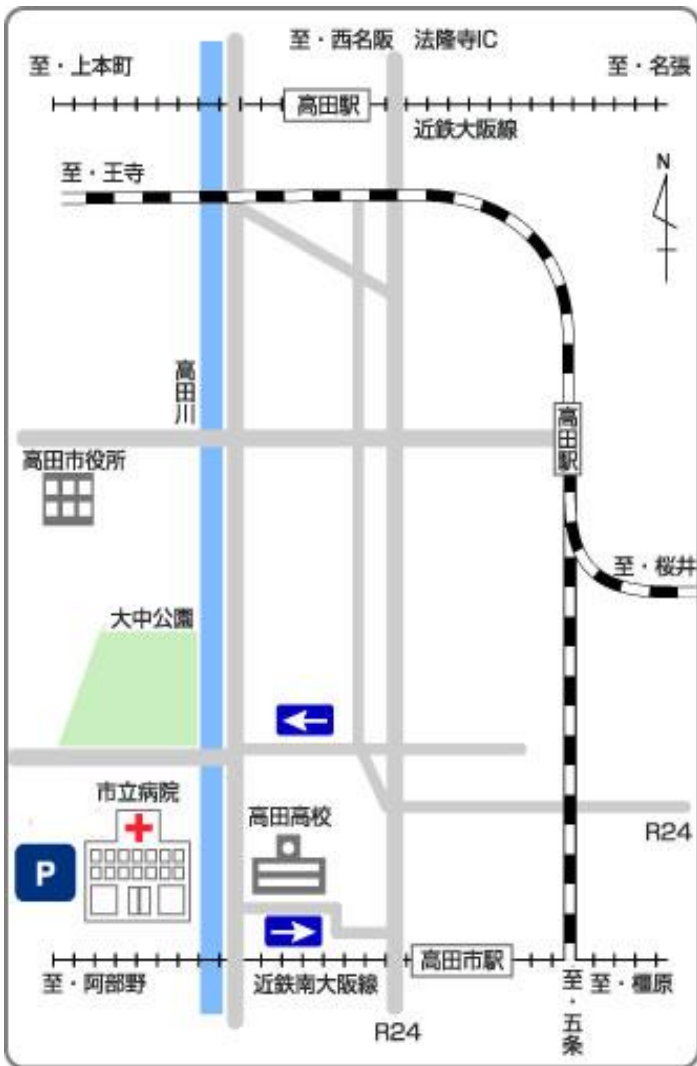 至・西名阪 法隆寺IC
至・上本町
至・名張
高田駅
近鉄大阪線
至・王寺
N
高田川
高田市役所
高田駅
至・桜井
大中公園
市立病院
高田高校
R24
P
高田市駅
至・阿部野
近鉄南大阪線
至・五条
至・橿原
R24